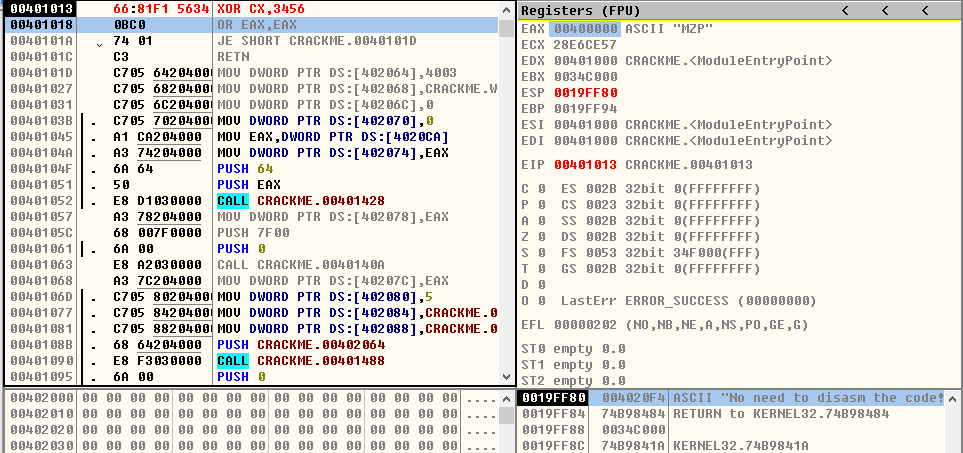 00401013 66:81F1 5634 XOR CX,3456
00401018 0BC0 OR EAX,EAX
0040101A 74 01 JE SHORT CRACKME.0040101D
0040101C C3 RETN
0040101D C705 64204000 MOV DWORD PTR DS:[402064],4003
00401027 C705 68204000 MOV DWORD PTR DS:[402068],CRACKME.W
00401031 C705 6C204000 MOV DWORD PTR DS:[40206C],0
0040103B . C705 70204000 MOV DWORD PTR DS:[402070],0
00401045 . A1 CA204000 MOV EAX,DWORD PTR DS:[4020CA]
0040104A . A3 74204000 MOV DWORD PTR DS:[402074],EAX
0040104F . 6A 64 PUSH 64
00401051 . 50 PUSH EAX
00401052 . E8 D1030000 CALL CRACKME.00401428
00401057 A3 78204000 MOV DWORD PTR DS:[402078],EAX
0040105C 68 007F0000 PUSH 7F00
00401061 . 6A 00 PUSH 0
00401063 E8 A2030000 CALL CRACKME.0040140A
00401068 A3 7C204000 MOV DWORD PTR DS:[40207C],EAX
0040106D . C705 80204000 MOV DWORD PTR DS:[402080],5
00401077 . C705 84204000 MOV DWORD PTR DS:[402084],CRACKME.0
00401081 . C705 88204000 MOV DWORD PTR DS:[402088],CRACKME.0
0040108B . 68 64204000 PUSH CRACKME.00402064
00401090 . E8 F3030000 CALL CRACKME.00401488
00401095 . 6A 00 PUSH 0
Registers (FPU) < < <
EAX 00400000 ASCII "MZP"
ECX 28E6CE57
EDX 00401000 CRACKME.<ModuleEntryPoint>
EBX 0034C000
ESP 0019FF80
EBP 0019FF94
ESI 00401000 CRACKME.<ModuleEntryPoint>
EDI 00401000 CRACKME.<ModuleEntryPoint>
EIP 00401013 CRACKME.00401013
C 0 ES 002B 32bit 0(FFFFFFFF)
P 0 CS 0023 32bit 0(FFFFFFFF)
A 0 SS 002B 32bit 0(FFFFFFFF)
Z 0 DS 002B 32bit 0(FFFFFFFF)
S 0 FS 0053 32bit 34F000(FFF)
T 0 GS 002B 32bit 0(FFFFFFFF)
D 0
O 0 LastErr ERROR_SUCCESS (00000000)
EFL 00000202 (NO,NB,NE,A,NS,PO,GE,G)
ST0 empty 0.0
ST1 empty 0.0
ST2 empty 0.0
00402000 00 00 00 00 00 00 00 00 00 00 00 00 00 00 00 00 ....
00402010 00 00 00 00 00 00 00 00 00 00 00 00 00 00 00 00 ....
00402020 00 00 00 00 00 00 00 00 00 00 00 00 00 00 00 00 ....
00402030 00 00 00 00 00 00 00 00 00 00 00 00 00 00 00 00 ....
0019FF80 004020F4 ASCII "No need to disasm the code!
0019FF84 74B98484 RETURN to KERNEL32.74B98484
0019FF88 0034C000
0019FF8C 74B9841A KERNEL32.74B9841A